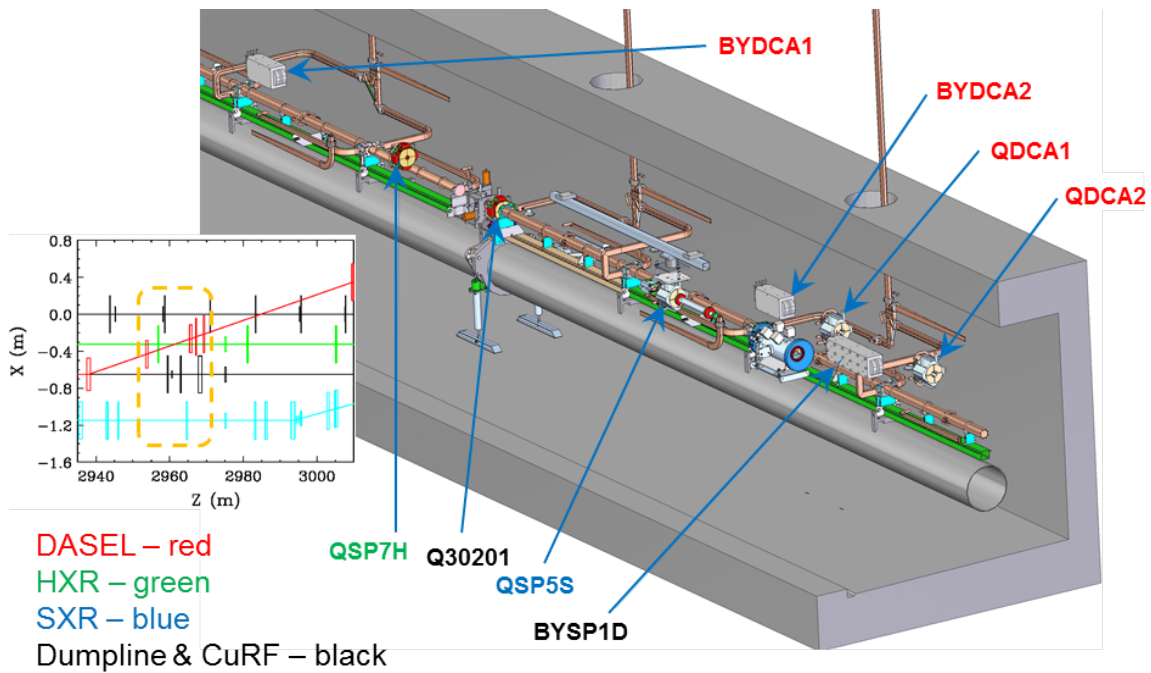 BYDCA1
BYDCA2
QDCA1
QDCA2
0.8
0.4
0.0
−0.4
−0.8
−1.2
−1.6
X (m)
2940 2960 2980 3000
Z (m)
QSP7H
Q30201
QSP5S
BYSP1D
DASEL – red
HXR – green
SXR – blue
Dumpline & CuRF – black